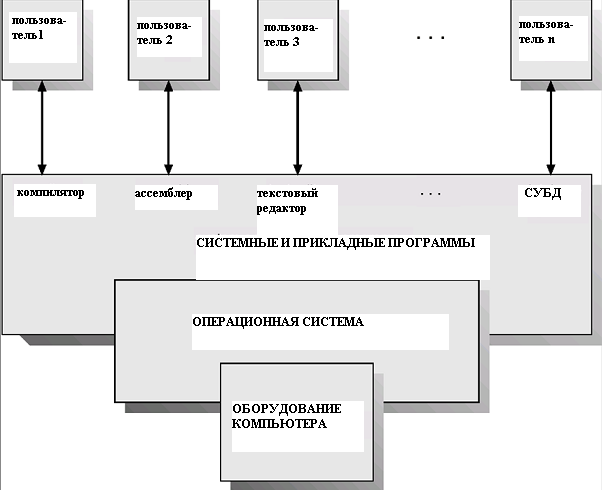 пользова-
тель1
пользова-
тель 2
пользова-
тель 3
. . .
пользова-
тель n
компилятор
ассемблер
текстовый
редактор
. . .
СУБД
СИСТЕМНЫЕ И ПРИКЛАДНЫЕ ПРОГРАММЫ
ОПЕРАЦИОННАЯ СИСТЕМА
ОБОРУДОВАНИЕ
КОМПЬЮТЕРА